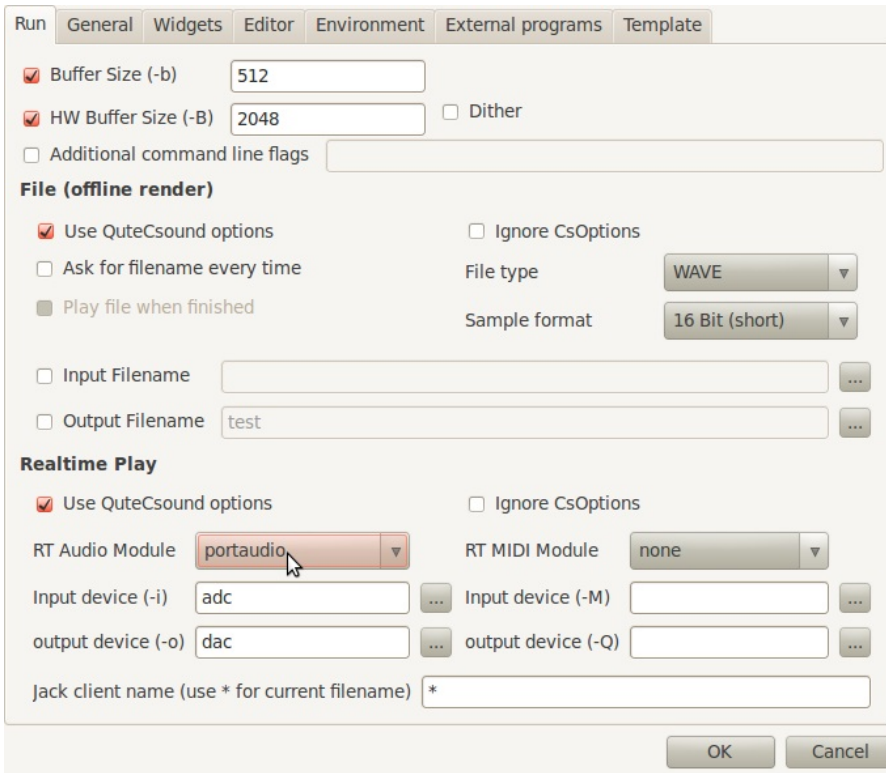 Run General Widgets Editor Environment External programs Template
Buffer Size (-b) 512
HW Buffer Size (-B) 2048 Dither
Additional command line flags
File (offline render)
Use QuteCsound options Ignore CsOptions
Ask for filename every time File type WAVE
Play file when finished
Sample format 16 Bit (short)
Input Filename ...
Output Filename test ...
Realtime Play
Use QuteCsound options Ignore CsOptions
RT Audio Module portaudio RT MIDI Module none
Input device (-i) adc ... Input device (-M) ...
output device (-o) dac ... output device (-Q) ...
Jack client name (use * for current filename) *
OK Cancel